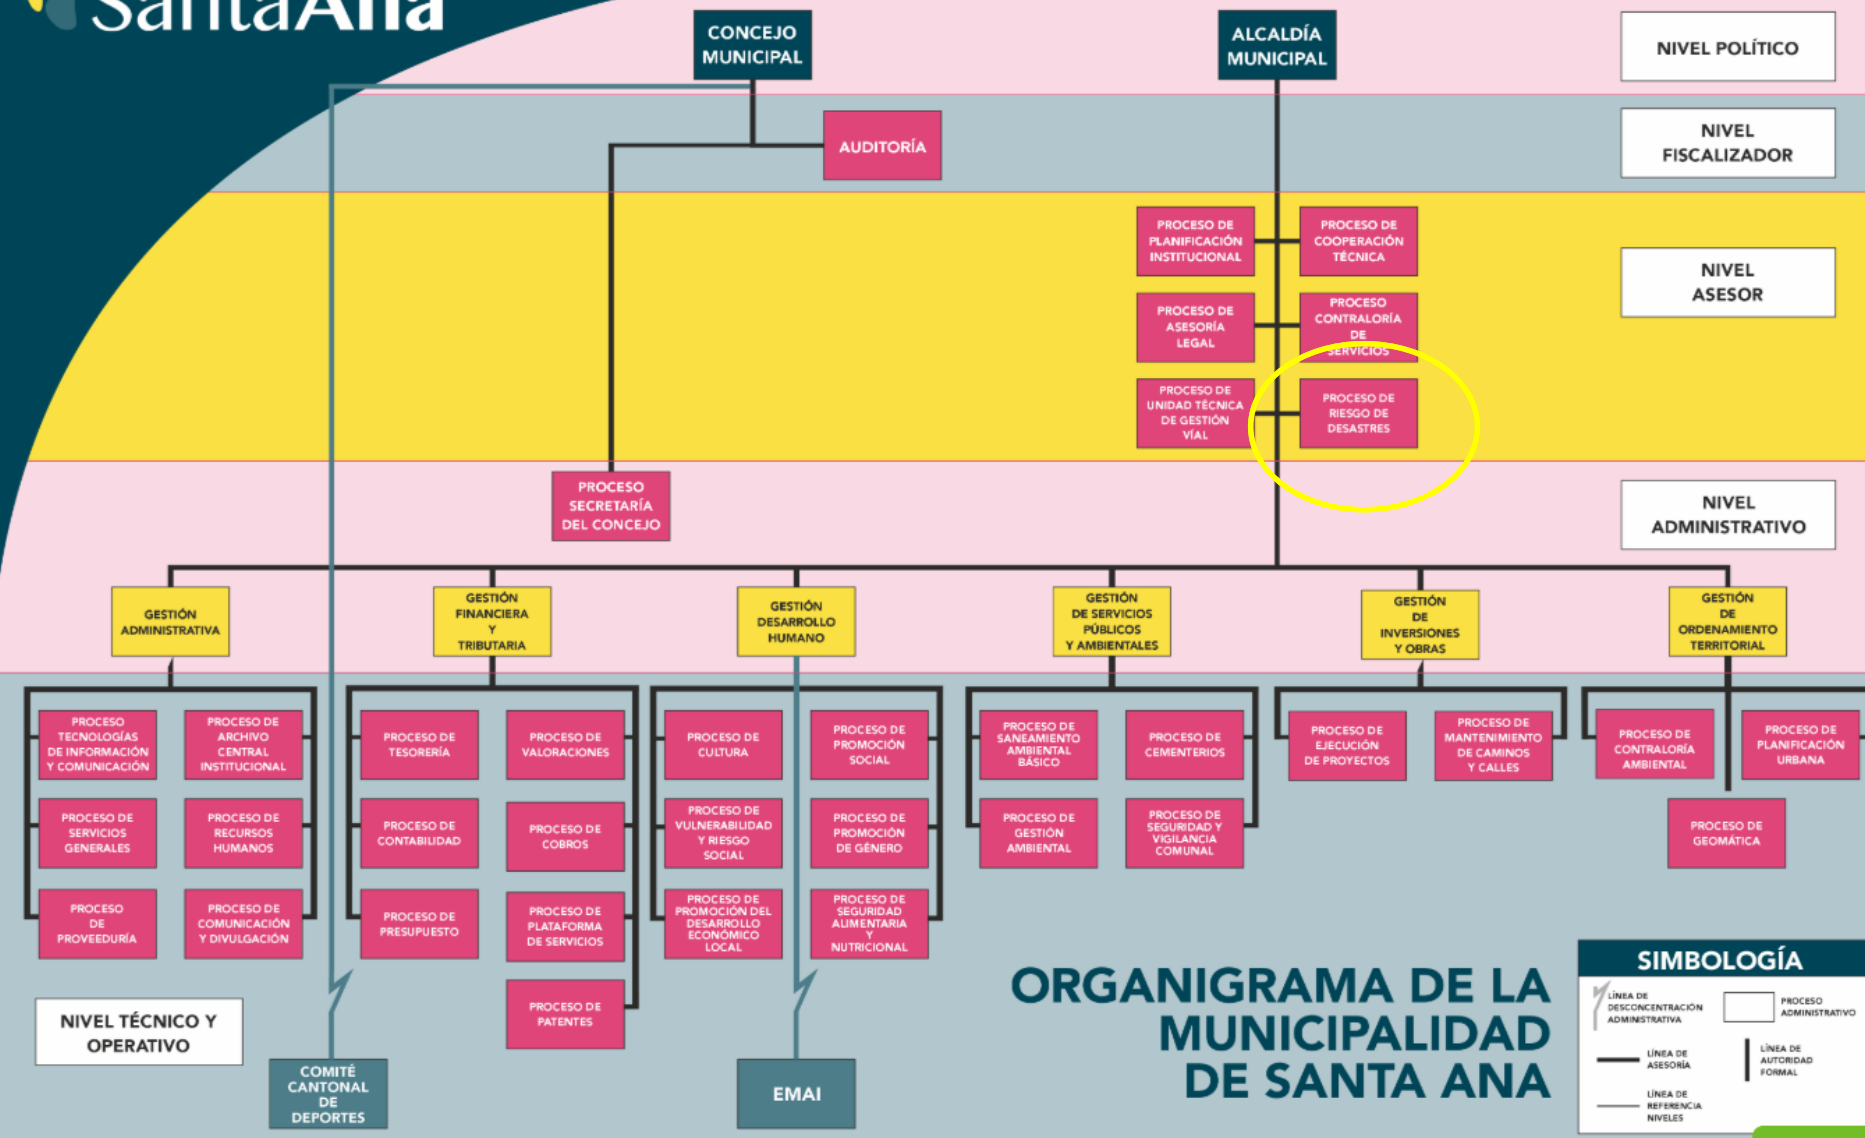 SantaAna
CONCEJO
MUNICIPAL
ALCALDÍA
MUNICIPAL
NIVEL POLÍTICO
AUDITORÍA
NIVEL
FISCALIZADOR
PROCESO DE
PLANIFICACIÓN
INSTITUCIONAL
PROCESO DE
COOPERACIÓN
TÉCNICA
NIVEL
ASESOR
PROCESO DE
ASESORÍA
LEGAL
PROCESO
CONTRALORÍA
DE
SERVICIOS
PROCESO DE
UNIDAD TÉCNICA
DE GESTIÓN
VÍAL
PROCESO DE
RIESGO DE
DESASTRES
PROCESO
SECRETARÍA
DEL CONCEJO
NIVEL
ADMINISTRATIVO
GESTIÓN
ADMINISTRATIVA
GESTIÓN
FINANCIERA
Y
TRIBUTARIA
GESTIÓN
DESARROLLO
HUMANO
GESTIÓN
DE SERVICIOS
PÚBLICOS
Y AMBIENTALES
GESTIÓN
DE
INVERSIONES
Y OBRAS
GESTIÓN
DE
ORDENAMIENTO
TERRITORIAL
PROCESO
TECNOLOGÍAS
DE INFORMACIÓN
Y COMUNICACIÓN
PROCESO DE
ARCHIVO
CENTRAL
INSTITUCIONAL
PROCESO DE
TESORERÍA
PROCESO DE
VALORACIONES
PROCESO DE
CULTURA
PROCESO DE
PROMOCIÓN
SOCIAL
PROCESO DE
SANEAMIENTO
AMBIENTAL
BÁSICO
PROCESO DE
CEMENTERIOS
PROCESO DE
EJECUCIÓN
DE PROYECTOS
PROCESO DE
MANTENIMIENTO
DE CAMINOS
Y CALLES
PROCESO DE
CONTRALORÍA
AMBIENTAL
PROCESO DE
PLANIFICACIÓN
URBANA
PROCESO DE
SERVICIOS
GENERALES
PROCESO DE
RECURSOS
HUMANOS
PROCESO DE
CONTABILIDAD
PROCESO DE
COBROS
PROCESO DE
VULNERABILIDAD
Y RIESGO
SOCIAL
PROCESO DE
PROMOCIÓN
DE GÉNERO
PROCESO DE
GESTIÓN
AMBIENTAL
PROCESO DE
SEGURIDAD Y
VIGILANCIA
COMUNAL
PROCESO DE
GEOMÁTICA
PROCESO
DE
PROVEEDURÍA
PROCESO DE
COMUNICACIÓN
Y DIVULGACIÓN
PROCESO DE
PRESUPUESTO
PROCESO DE
PLATAFORMA
DE SERVICIOS
PROCESO DE
PROMOCIÓN DEL
DESARROLLO
ECONÓMICO
LOCAL
PROCESO DE
SEGURIDAD
ALIMENTARIA
Y
NUTRICIONAL
PROCESO DE
PATENTES
NIVEL TÉCNICO Y
OPERATIVO
COMITÉ
CANTONAL
DE
DEPORTES
EMAI
ORGANIGRAMA DE LA
MUNICIPALIDAD
DE SANTA ANA
SIMBOLOGÍA
LÍNEA DE
DESCONCENTRACIÓN
ADMINISTRATIVA
PROCESO
ADMINISTRATIVO
LÍNEA DE
ASESORÍA
LÍNEA DE
AUTORIDAD
FORMAL
LÍNEA DE
REFERENCIA
NIVELES